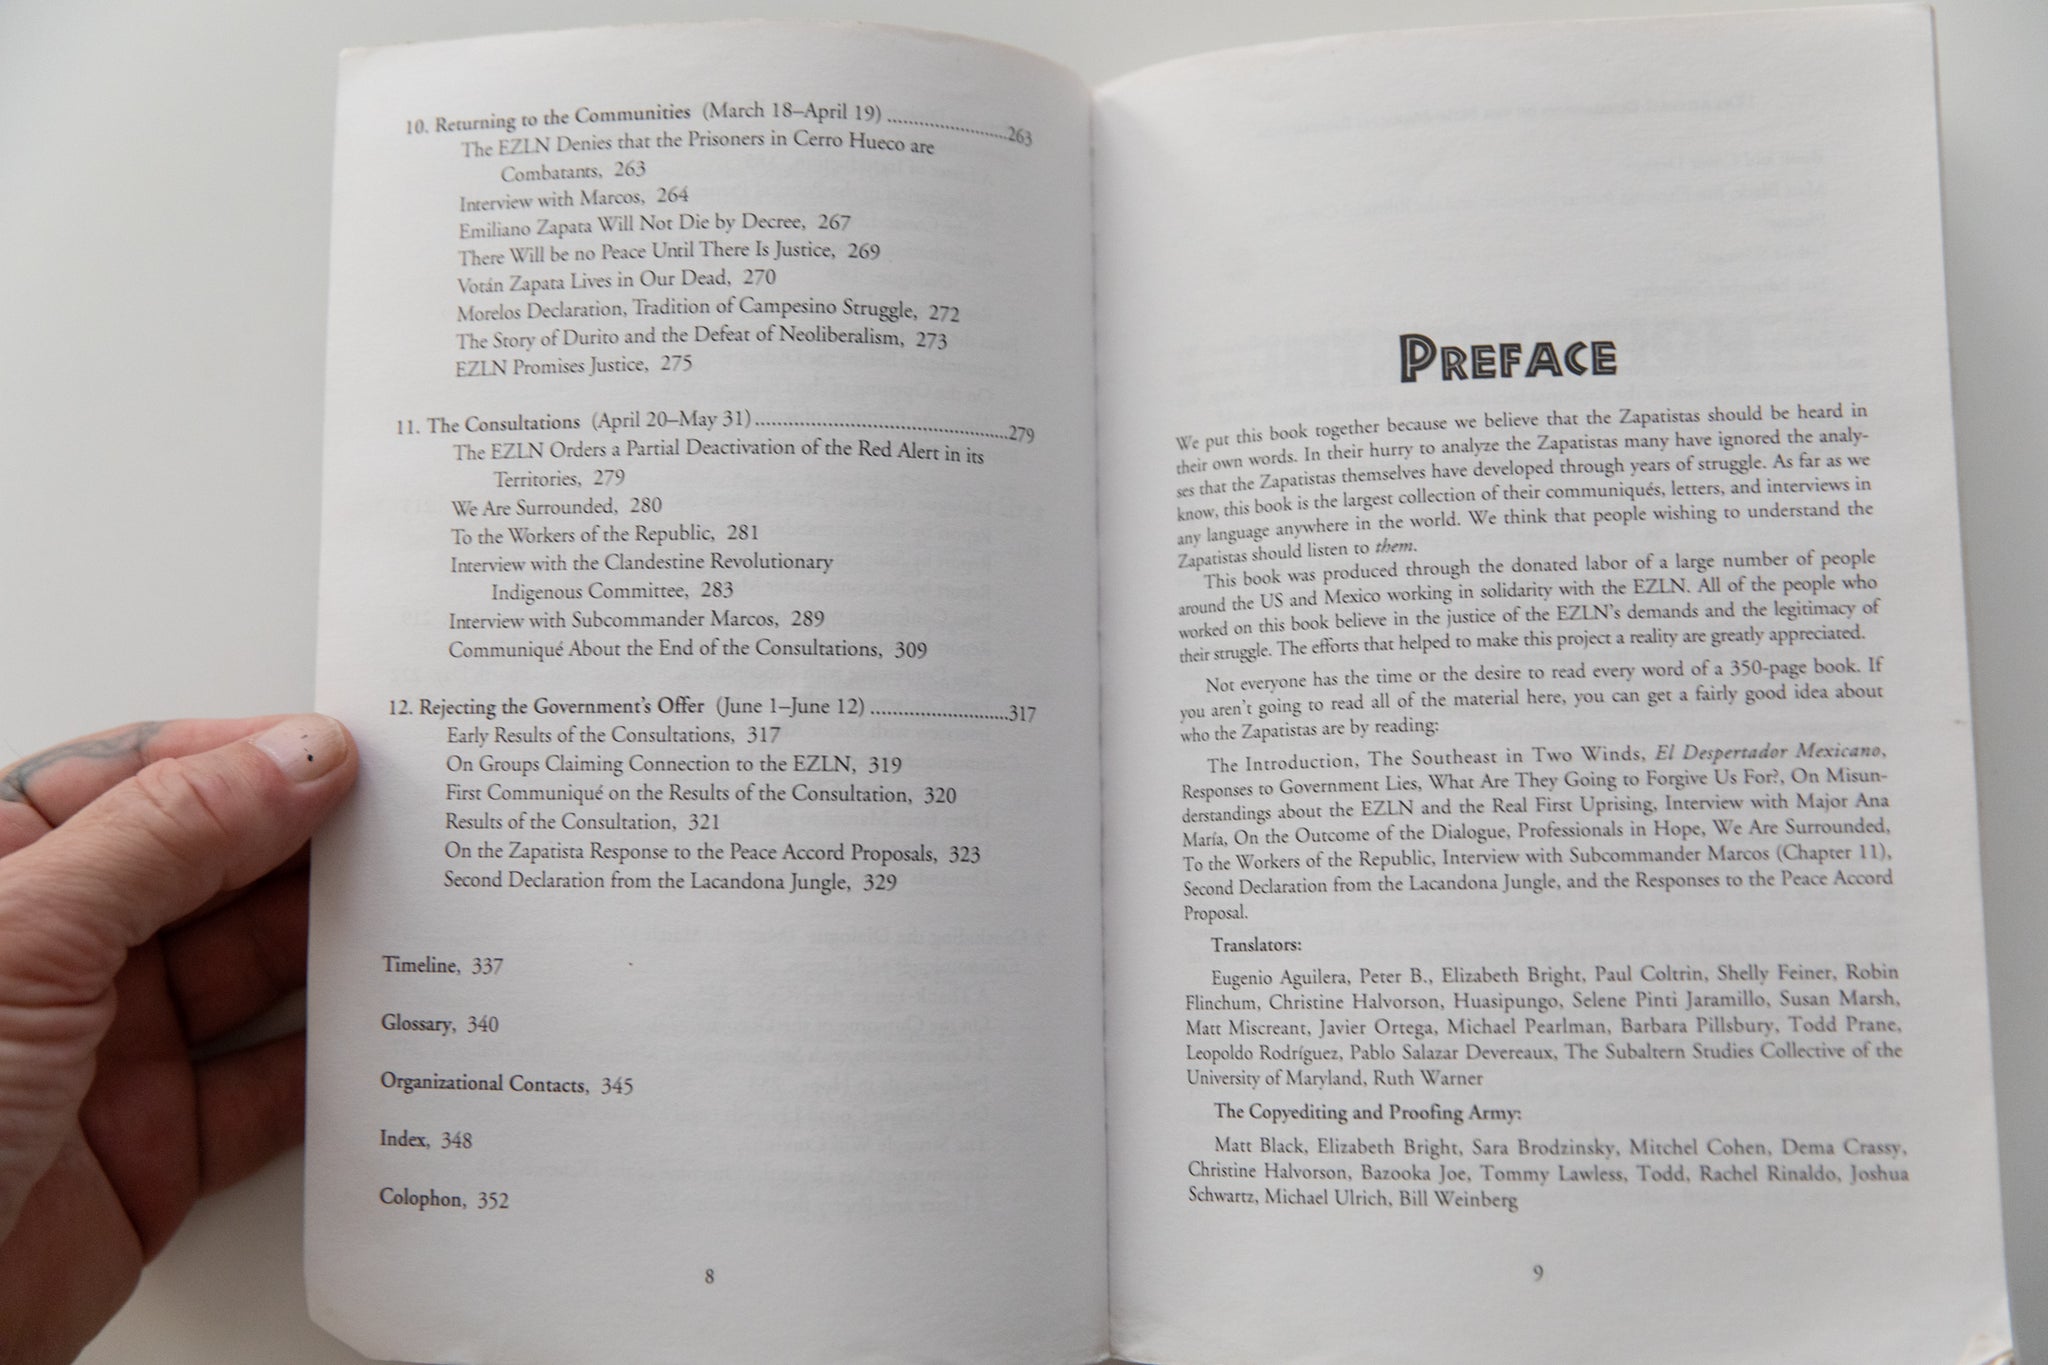 10. Returning to the Communities (March 18–April 19) ........................263
The EZLN Denies that the Prisoners in Cerro Hueco are
Combatants, 263
Interview with Marcos, 264
Emiliano Zapata Will Not Die by Decree, 267
There Will be no Peace Until There Is Justice, 269
Votán Zapata Lives in Our Dead, 270
Morelos Declaration, Tradition of Campesino Struggle, 272
The Story of Durito and the Defeat of Neoliberalism, 273
EZLN Promises Justice, 275
11. The Consultations (April 20–May 31)..............................................279
The EZLN Orders a Partial Deactivation of the Red Alert in its
Territories, 279
We Are Surrounded, 280
To the Workers of the Republic, 281
Interview with the Clandestine Revolutionary
Indigenous Committee, 283
Interview with Subcommander Marcos, 289
Communiqué About the End of the Consultations, 309
12. Rejecting the Government's Offer (June 1–June 12) .........................317
Early Results of the Consultations, 317
On Groups Claiming Connection to the EZLN, 319
First Communiqué on the Results of the Consultation, 320
Results of the Consultation, 321
On the Zapatista Response to the Peace Accord Proposals, 323
Second Declaration from the Lacandona Jungle, 329
Timeline, 337
Glossary, 340
Organizational Contacts, 345
Index, 348
Colophon, 352
8
PREFACE
We put this book together because we believe that the Zapatistas should be heard in
their own words. In their hurry to analyze the Zapatistas many have ignored the analy-
ses that the Zapatistas themselves have developed through years of struggle. As far as we
know, this book is the largest collection of their communiqués, letters, and interviews in
any language anywhere in the world. We think that people wishing to understand the
Zapatistas should listen to them.
This book was produced through the donated labor of a large number of people
around the US and Mexico working in solidarity with the EZLN. All of the people who
worked on this book believe in the justice of the EZLN's demands and the legitimacy of
their struggle. The efforts that helped to make this project a reality are greatly appreciated.
Not everyone has the time or the desire to read every word of a 350-page book. If
you aren't going to read all of the material here, you can get a fairly good idea about
who the Zapatistas are by reading:
The Introduction, The Southeast in Two Winds, El Despertador Mexicano,
Responses to Government Lies, What Are They Going to Forgive Us For?, On Misun-
derstandings about the EZLN and the Real First Uprising, Interview with Major Ana
María, On the Outcome of the Dialogue, Professionals in Hope, We Are Surrounded,
To the Workers of the Republic, Interview with Subcommander Marcos (Chapter 11),
Second Declaration from the Lacandona Jungle, and the Responses to the Peace Accord
Proposal.
Translators:
Eugenio Aguilera, Peter B., Elizabeth Bright, Paul Coltrin, Shelly Feiner, Robin
Flinchum, Christine Halvorson, Huasipungo, Selene Pinti Jaramillo, Susan Marsh,
Matt Miscreant, Javier Ortega, Michael Pearlman, Barbara Pillsbury, Todd Prane,
Leopoldo Rodríguez, Pablo Salazar Devereaux, The Subaltern Studies Collective of the
University of Maryland, Ruth Warner
The Copyediting and Proofing Army:
Matt Black, Elizabeth Bright, Sara Brodzinsky, Mitchel Cohen, Dema Crassy,
Christine Halvorson, Bazooka Joe, Tommy Lawless, Todd, Rachel Rinaldo, Joshua
Schwartz, Michael Ulrich, Bill Weinberg
9